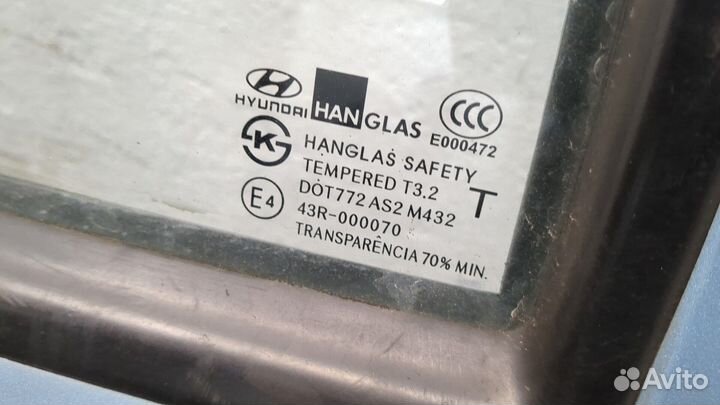 HYUNDAI HANGLAS CCC
E000472
K HANGLAS SAFETY
TEMPERED T3.2 T
DOT772 AS2 M432
E4 43R-000070
TRANSPARÊNCIA 70% MIN.
Avito